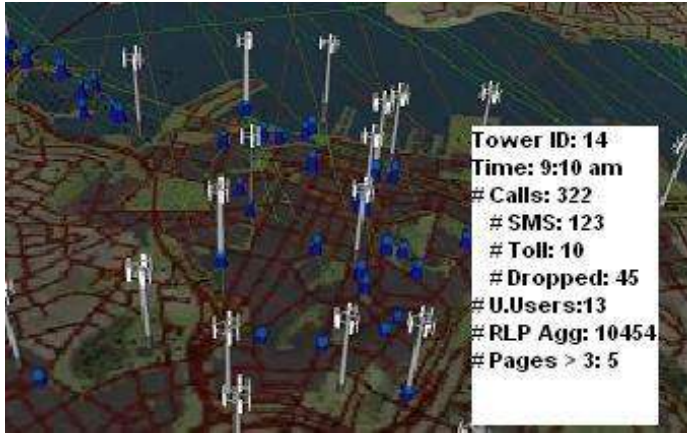 Tower ID: 14
Time: 9:10 am
# Calls: 322
# SMS: 123
# Toll: 10
# Dropped: 45
# U.Users:13
# RLP Agg: 10454
# Pages > 3: 5